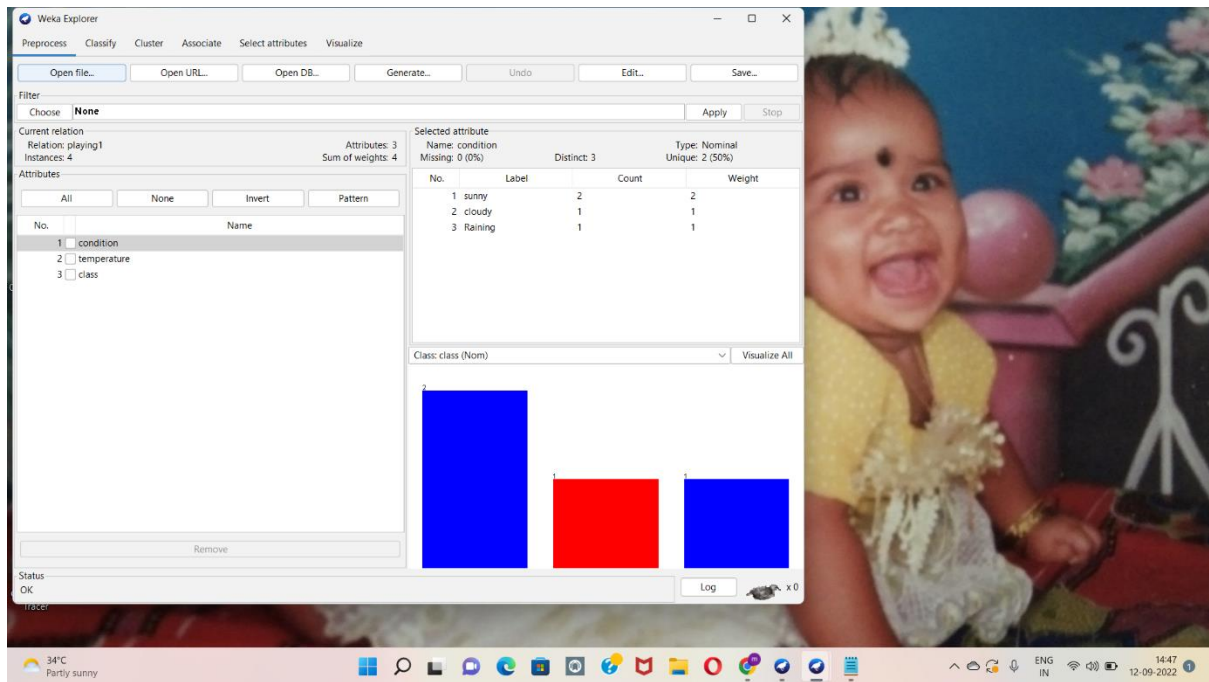 Weka Explorer
Preprocess Classify Cluster Associate Select attributes Visualize
Open file... Open URL... Open DB... Generate... Undo Edit... Save...
Filter
Choose None Apply Stop
Current relation
Relation: playing1 Attributes: 3
Instances: 4 Sum of weights: 4
Selected attribute
Name: condition Type: Nominal
Missing: 0 (0%) Distinct: 3 Unique: 2 (50%)
Attributes
All None Invert Pattern
No. Name
1 condition
2 temperature
3 class
Remove
No. Label Count Weight
1 sunny 2 2
2 cloudy 1 1
3 Raining 1 1
Class: class (Nom) Visualize All
2
1 1
Status
OK
Log x 0
Tracer
34°C
Partly sunny
ENG
IN
14:47
12-09-2022
1